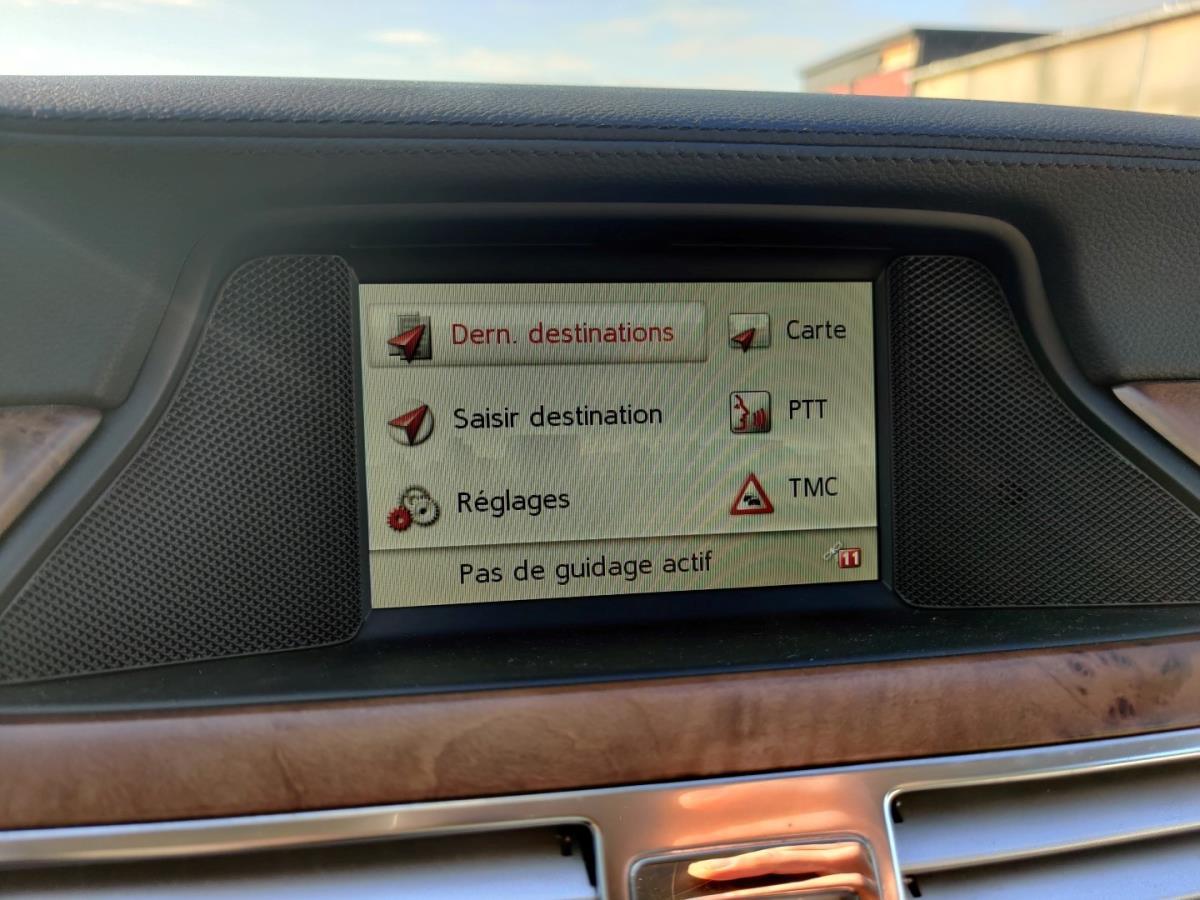 Dern. destinations
Carte
Saisir destination
PTT
Réglages
TMC
Pas de guidage actif
11